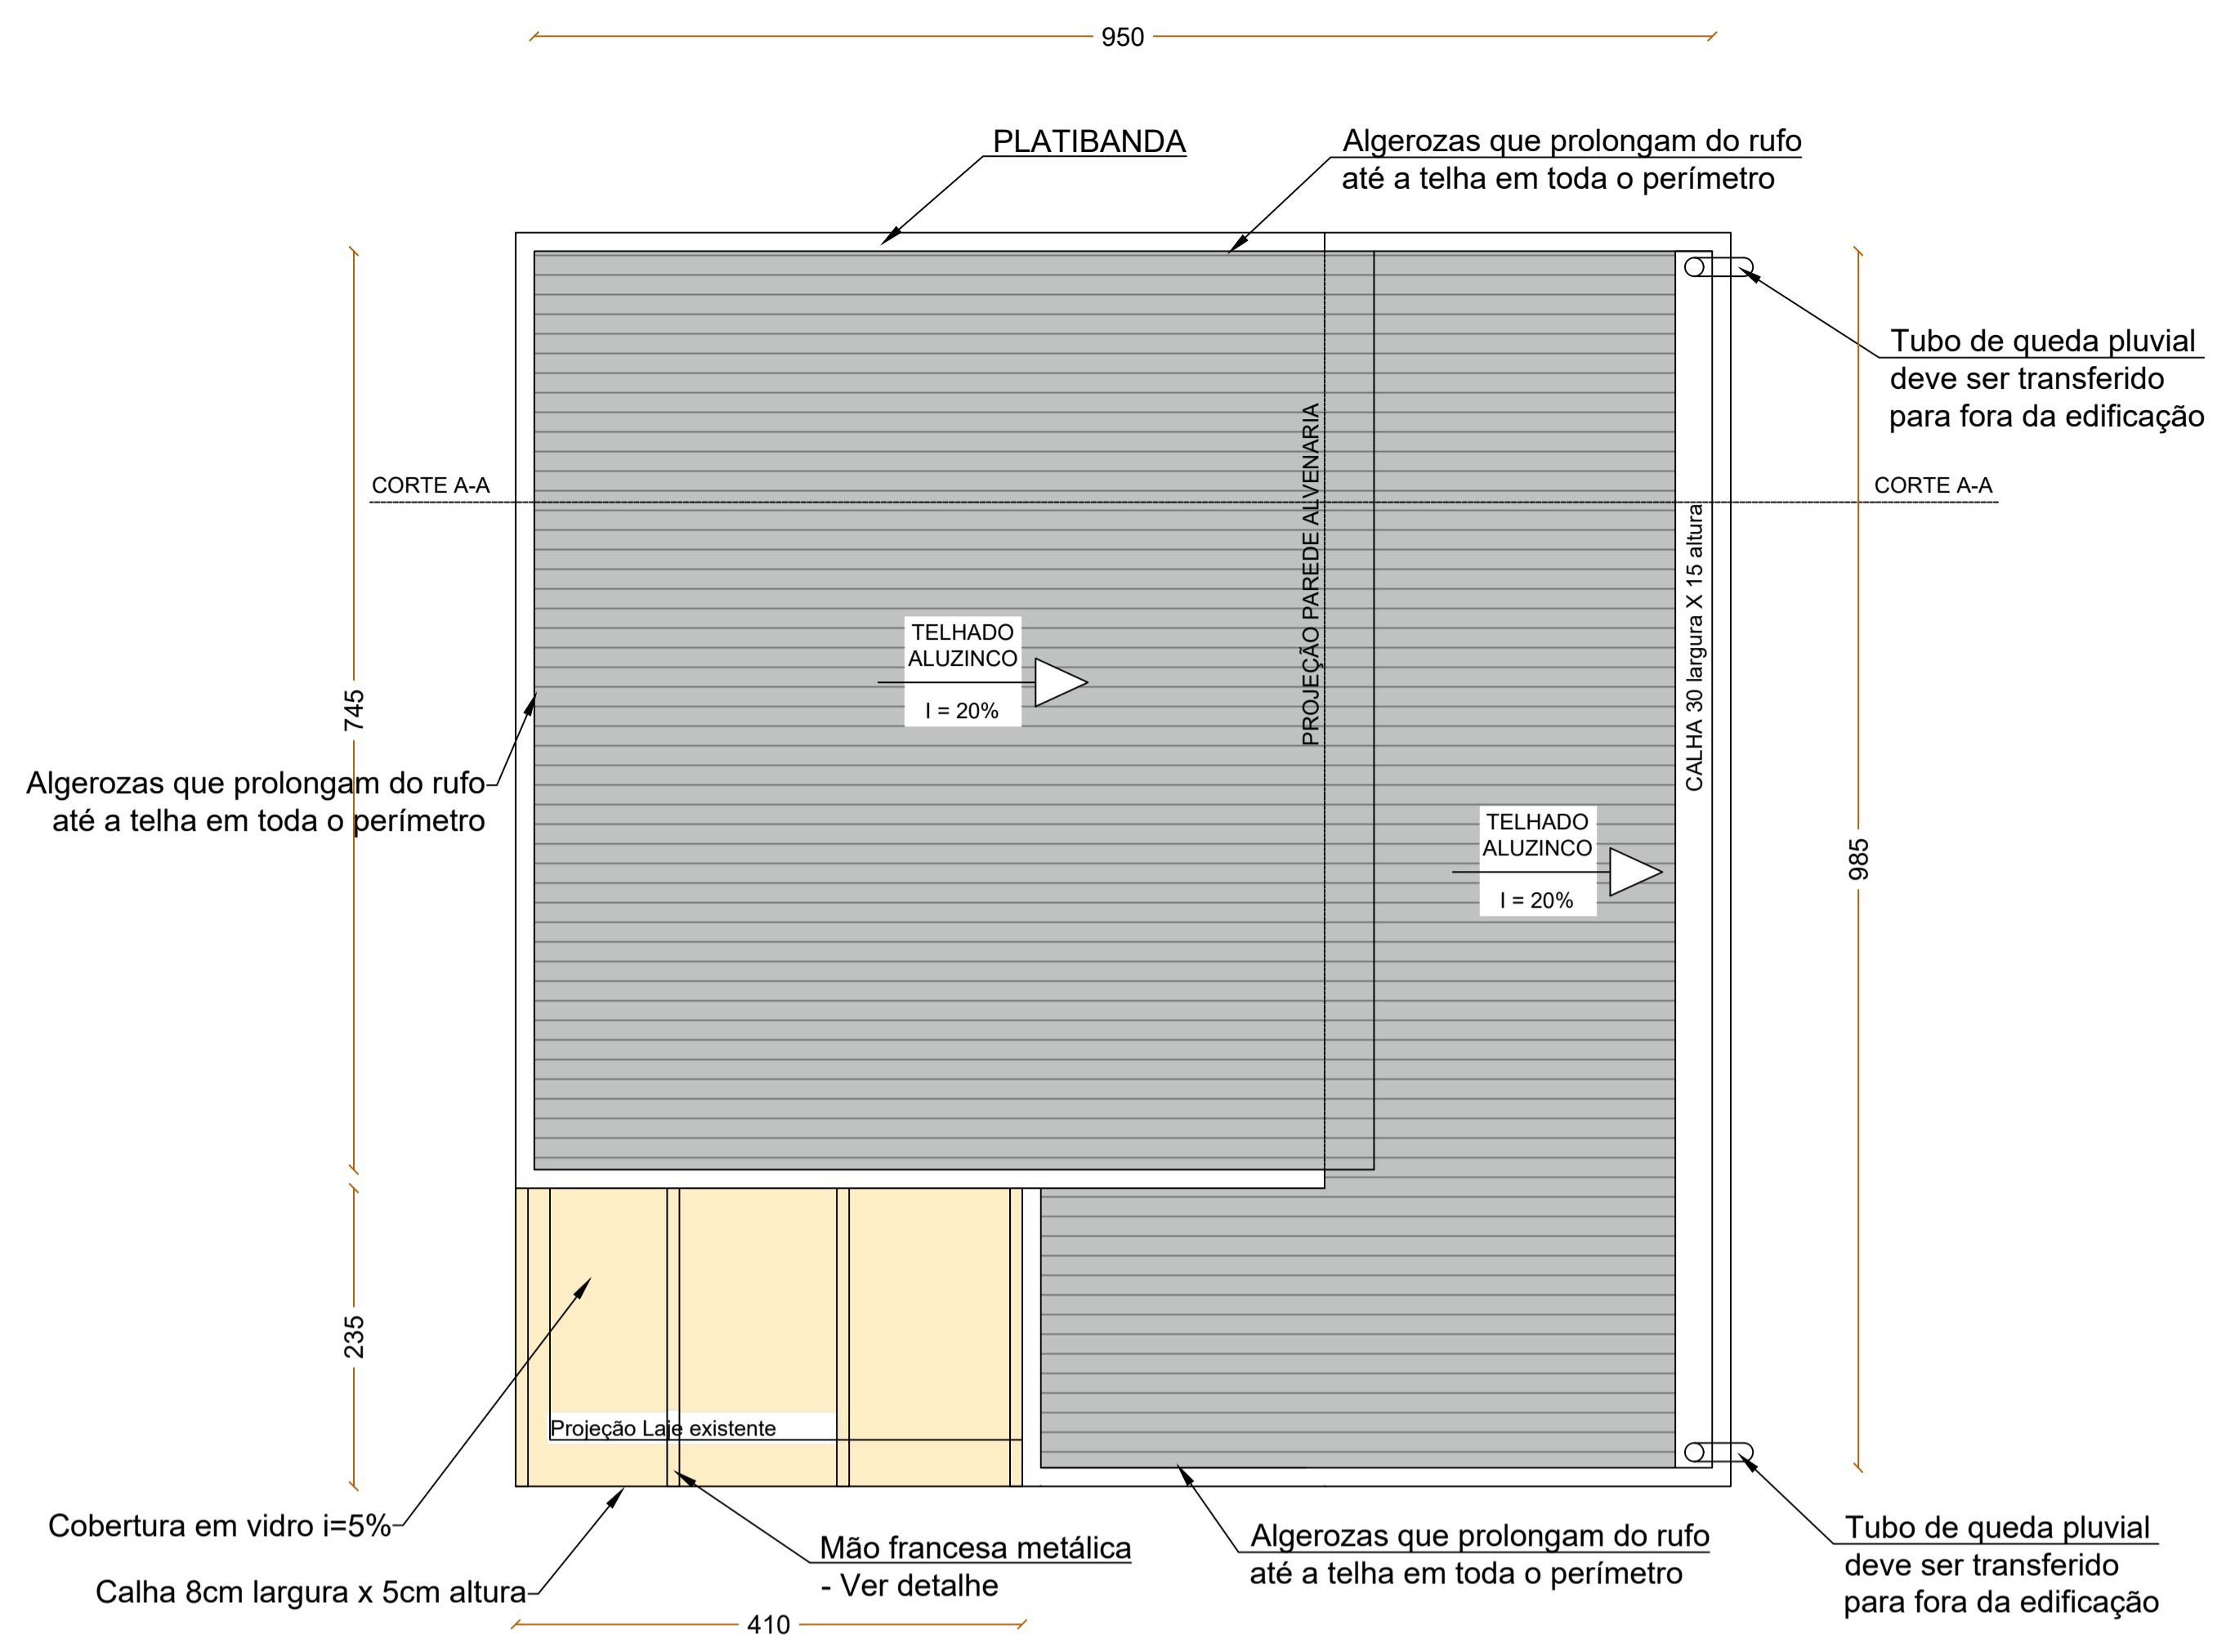 950
PLATIBANDA
Algerozas que prolongam do rufo
até a telha em toda o perímetro
Tubo de queda pluvial
deve ser transferido
para fora da edificação
CORTE A-A
CORTE A-A
PROJEÇÃO PAREDE ALVENARIA
CALHA 30 largura X 15 altura
TELHADO
ALUZINCO
I = 20%
745
Algerozas que prolongam do rufo
até a telha em toda o perímetro
TELHADO
ALUZINCO
I = 20%
985
235
Projeção Laje existente
Cobertura em vidro i=5%
Calha 8cm largura x 5cm altura
Mão francesa metálica
- Ver detalhe
Algerozas que prolongam do rufo
até a telha em toda o perímetro
Tubo de queda pluvial
deve ser transferido
para fora da edificação
410